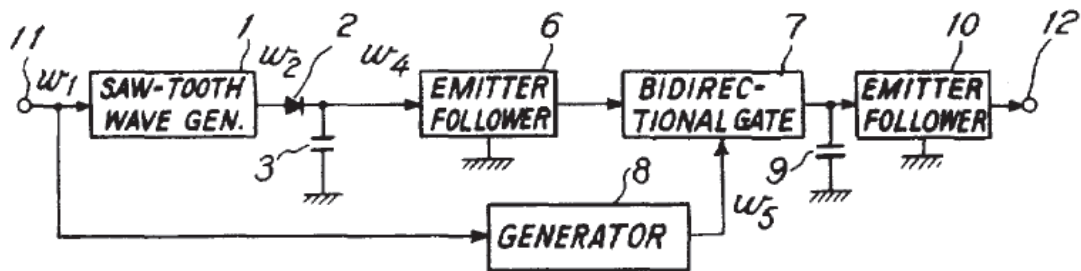 11
w1
1
SAW-TOOTH
WAVE GEN.
w2
2
3
w4
6
EMITTER
FOLLOWER
7
BIDIREC-
TIONAL GATE
9
10
EMITTER
FOLLOWER
12
8
GENERATOR
w5